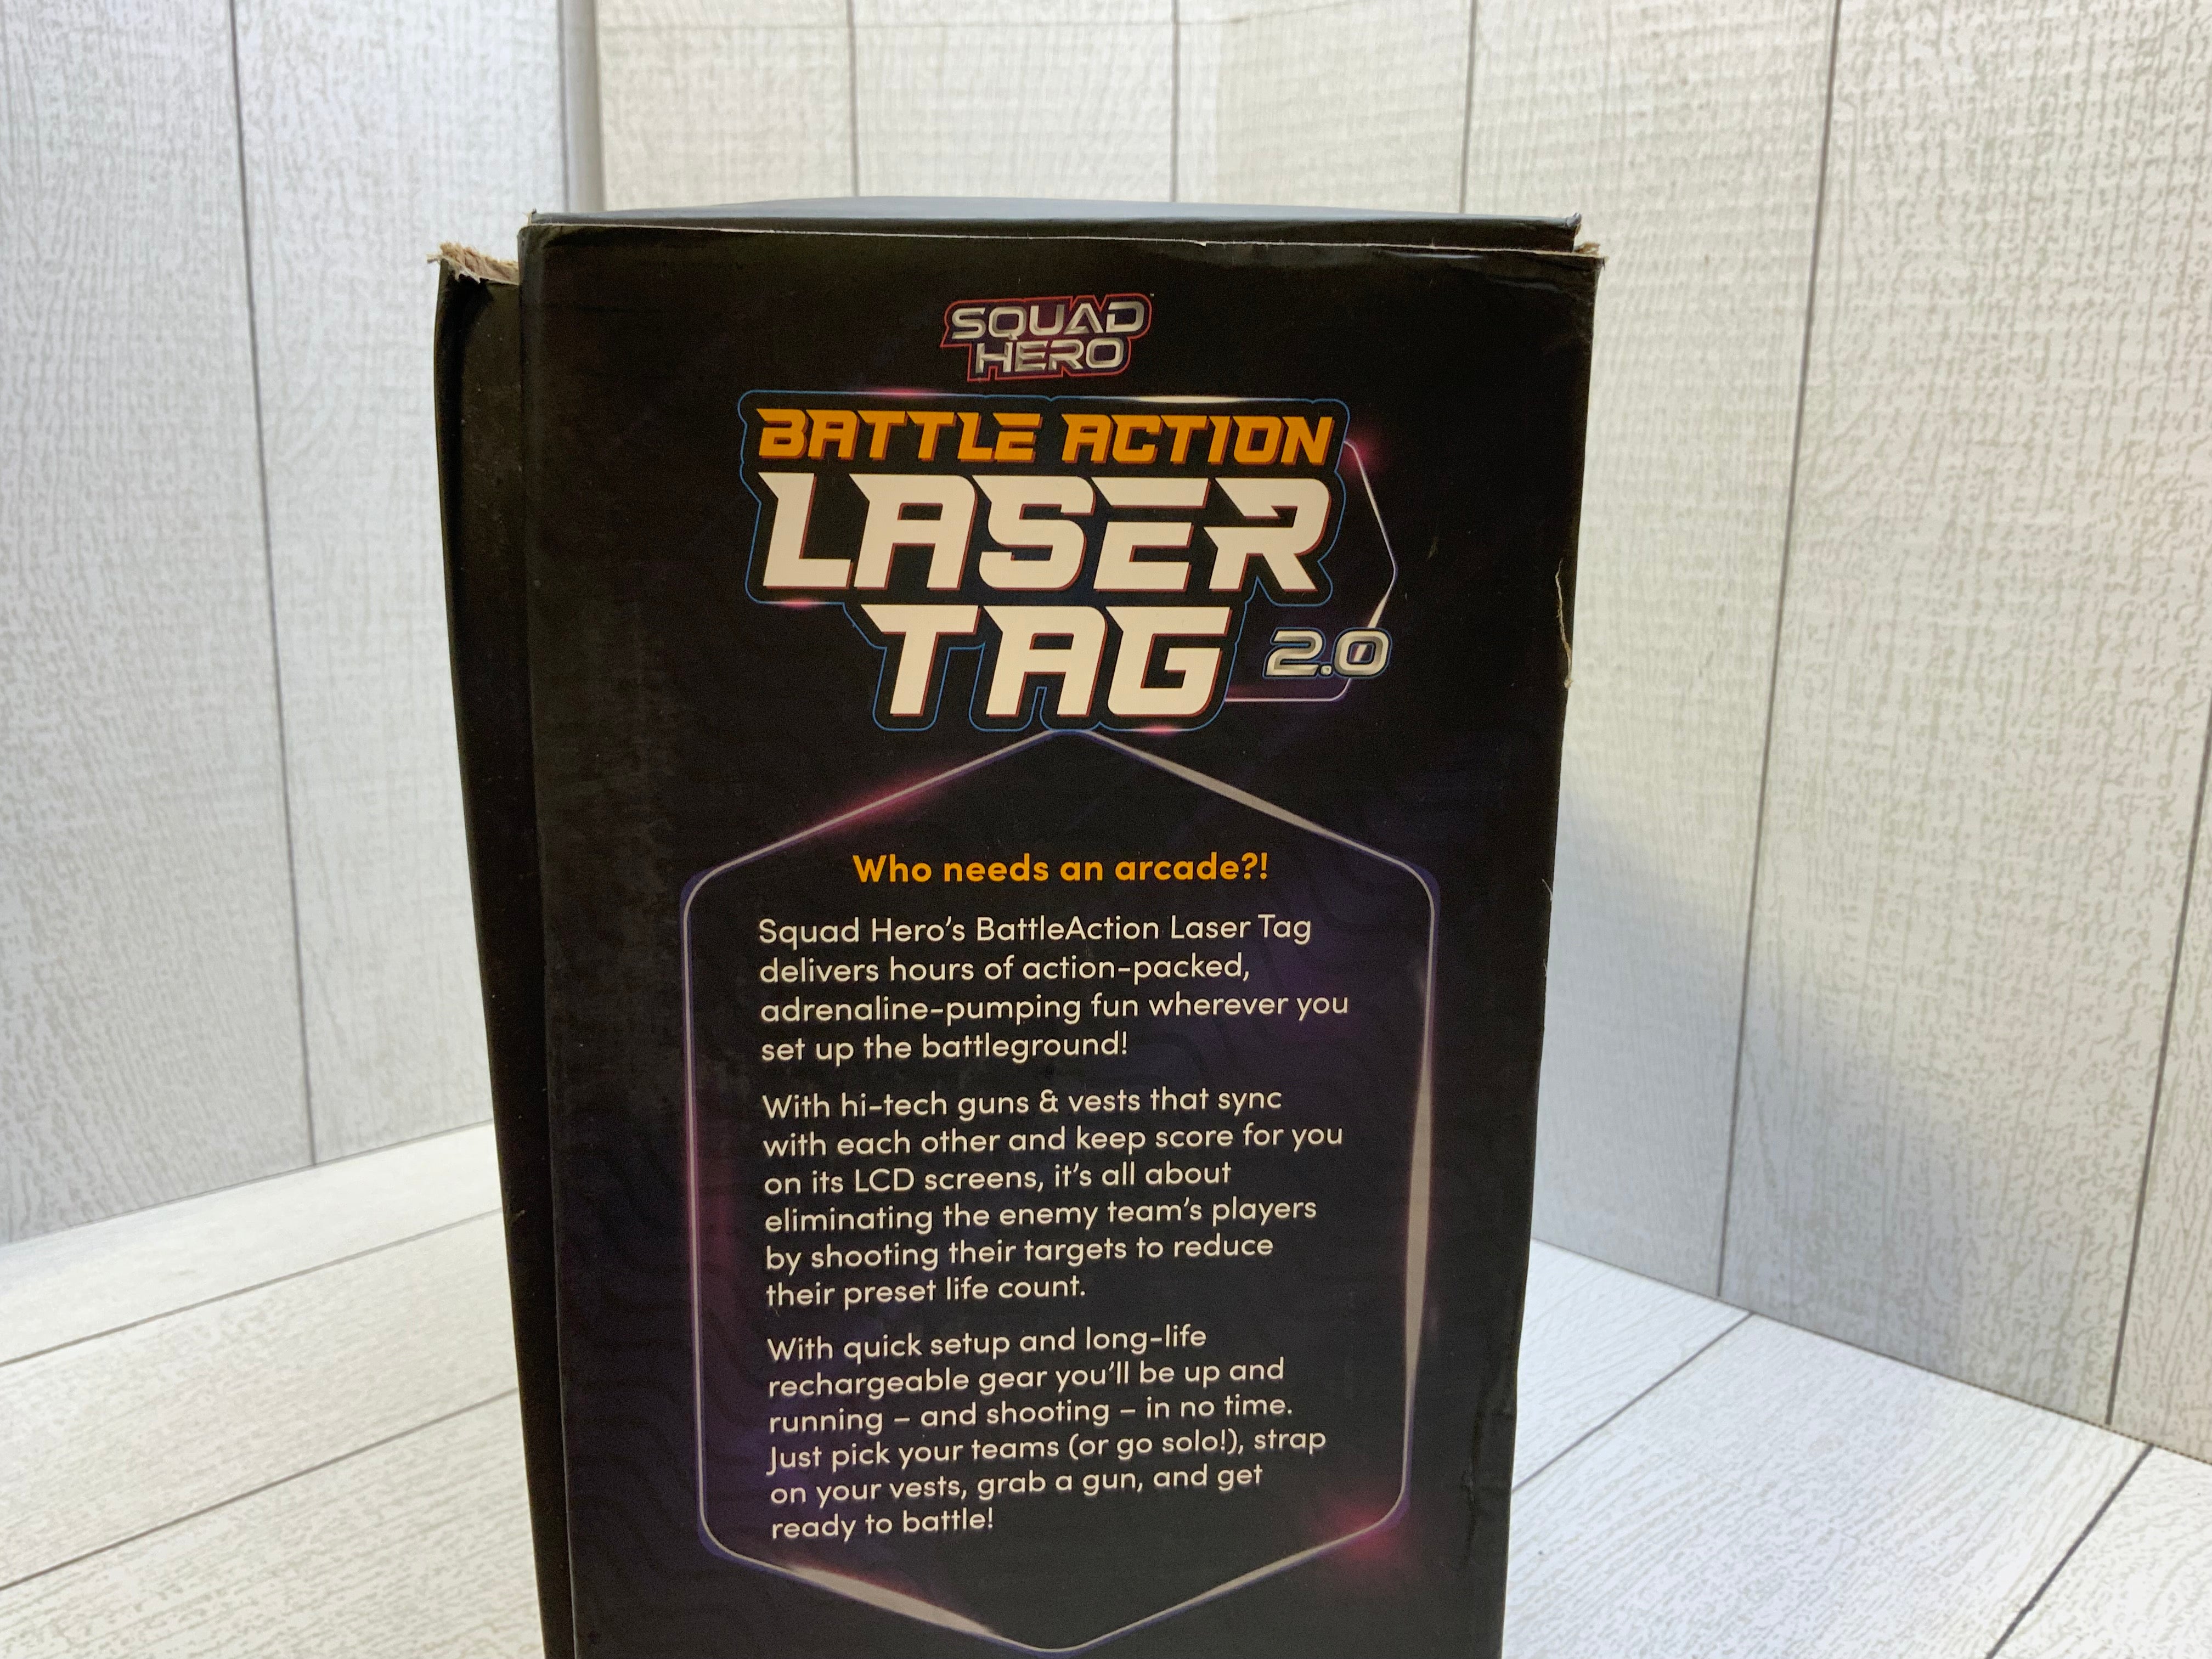 SQUAD
HERO
BATTLE ACTION
LASER
TAG 2.0
Who needs an arcade?!
Squad Hero's BattleAction Laser Tag
delivers hours of action-packed,
adrenaline-pumping fun wherever you
set up the battleground!
With hi-tech guns & vests that sync
with each other and keep score for you
on its LCD screens, it's all about
eliminating the enemy team's players
by shooting their targets to reduce
their preset life count.
With quick setup and long-life
rechargeable gear you'll be up and
running – and shooting – in no time.
Just pick your teams (or go solo!), strap
on your vests, grab a gun, and get
ready to battle!